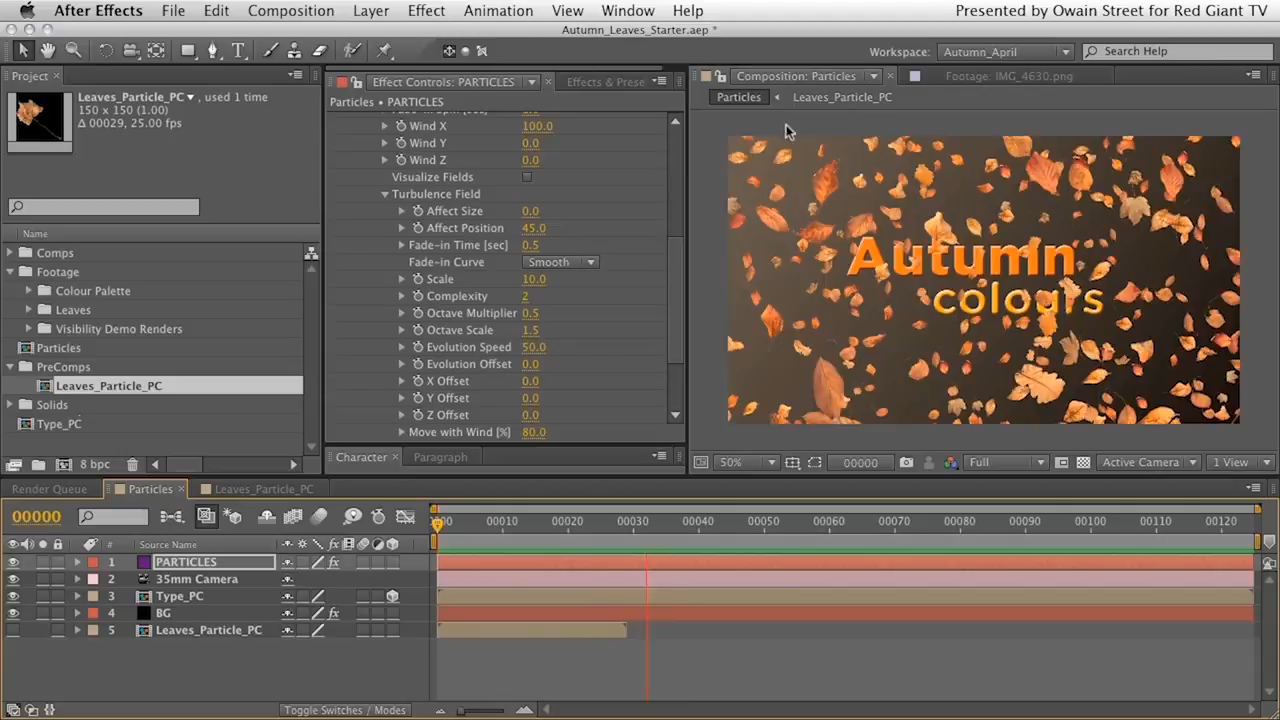 After Effects File Edit Composition Layer Effect Animation View Window Help Presented by Owain Street for Red Giant TV
Autumn_Leaves_Starter.aep *
T Workspace: Autumn_April Search Help
Project × Effect Controls: PARTICLES × Effects & Prese Composition: Particles × Footage: IMG_4630.png
Leaves_Particle_PC▼, used 1 time
150 x 150 (1.00)
Δ 00029, 25.00 fps
Particles • PARTICLES
Particles Leaves_Particle_PC
Wind X 100.0
Wind Y 0.0
Wind Z 0.0
Visualize Fields
Turbulence Field
Affect Size 0.0
Affect Position 45.0
Fade-in Time [sec] 0.5
Fade-in Curve Smooth
Scale 10.0
Complexity 2
Octave Multiplier 0.5
Octave Scale 1.5
Evolution Speed 50.0
Evolution Offset 0.0
X Offset 0.0
Y Offset 0.0
Z Offset 0.0
Move with Wind [%] 80.0
Name
Comps
Footage
Colour Palette
Leaves
Visibility Demo Renders
Particles
PreComps
Leaves_Particle_PC
Solids
Type_PC
8 bpc
Autumn
colours
Character × Paragraph
50% 00000 Full Active Camera 1 View
Render Queue Particles × Leaves_Particle_PC
00000
00010 00020 00030 00040 00050 00060 00070 00080 00090 00100 00110 00120
# Source Name fx
1 PARTICLES fx
2 35mm Camera
3 Type_PC
4 BG fx
5 Leaves_Particle_PC
Toggle Switches / Modes